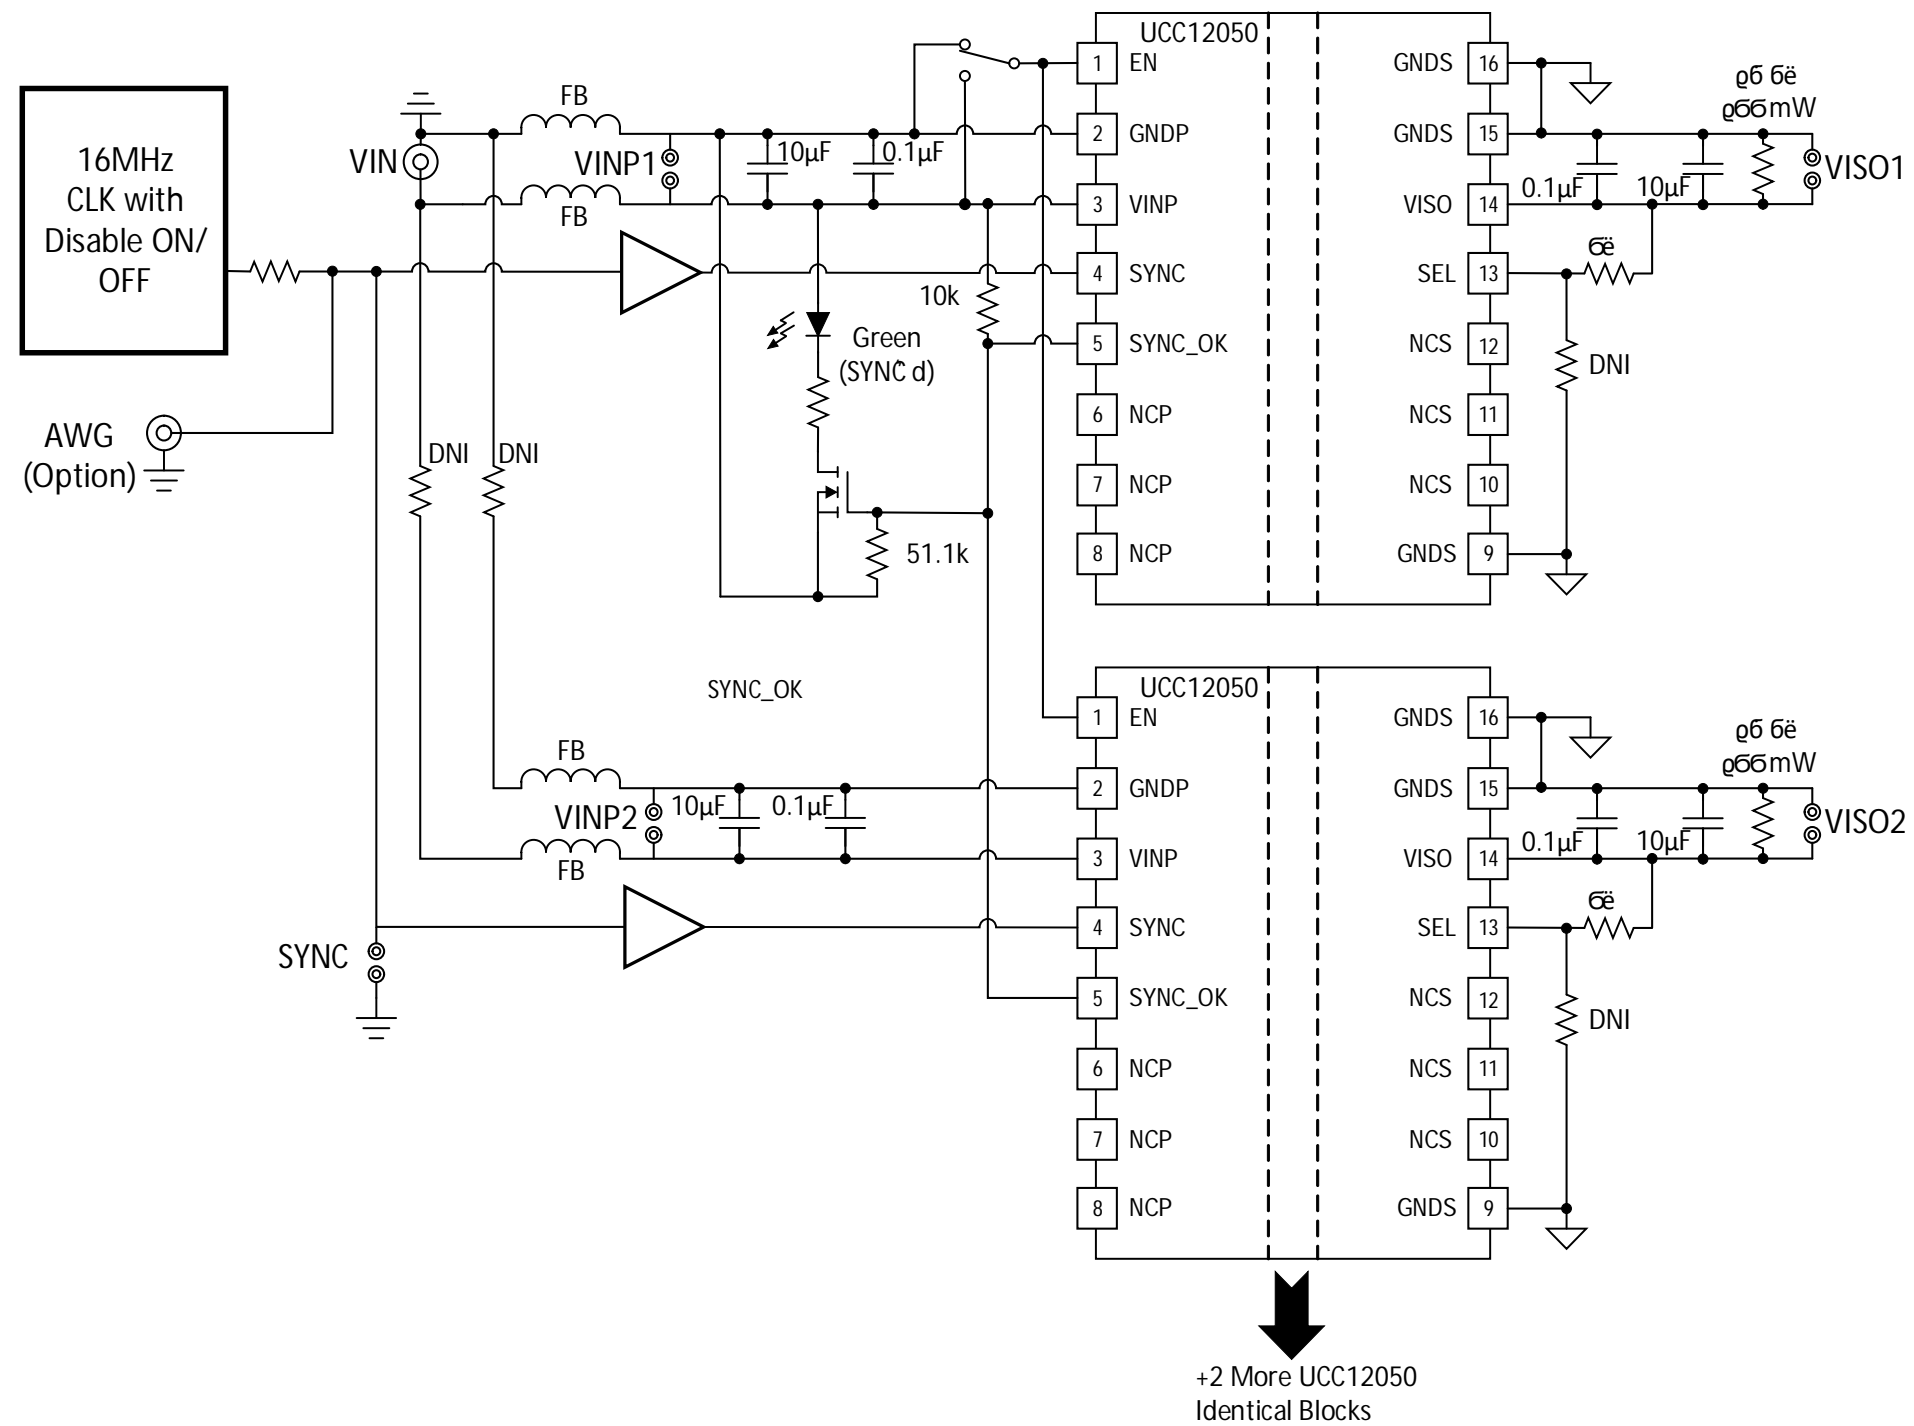 16MHz
CLK with
Disable ON/
OFF
AWG
(Option)
VIN
FB
VINP1
FB
10µF
0.1µF
10k
Green
(SYNC'd)
51.1k
DNI
DNI
UCC12050
1
EN
2
GNDP
3
VINP
4
SYNC
5
SYNC_OK
6
NCP
7
NCP
8
NCP
GNDS
16
GNDS
15
VISO
14
SEL
13
NCS
12
NCS
11
NCS
10
GNDS
9
0.1µF
10µF
VISO1
DNI
SYNC_OK
FB
VINP2
FB
10µF
0.1µF
SYNC
UCC12050
1
EN
2
GNDP
3
VINP
4
SYNC
5
SYNC_OK
6
NCP
7
NCP
8
NCP
GNDS
16
GNDS
15
VISO
14
SEL
13
NCS
12
NCS
11
NCS
10
GNDS
9
0.1µF
10µF
VISO2
DNI
+2 More UCC12050
Identical Blocks